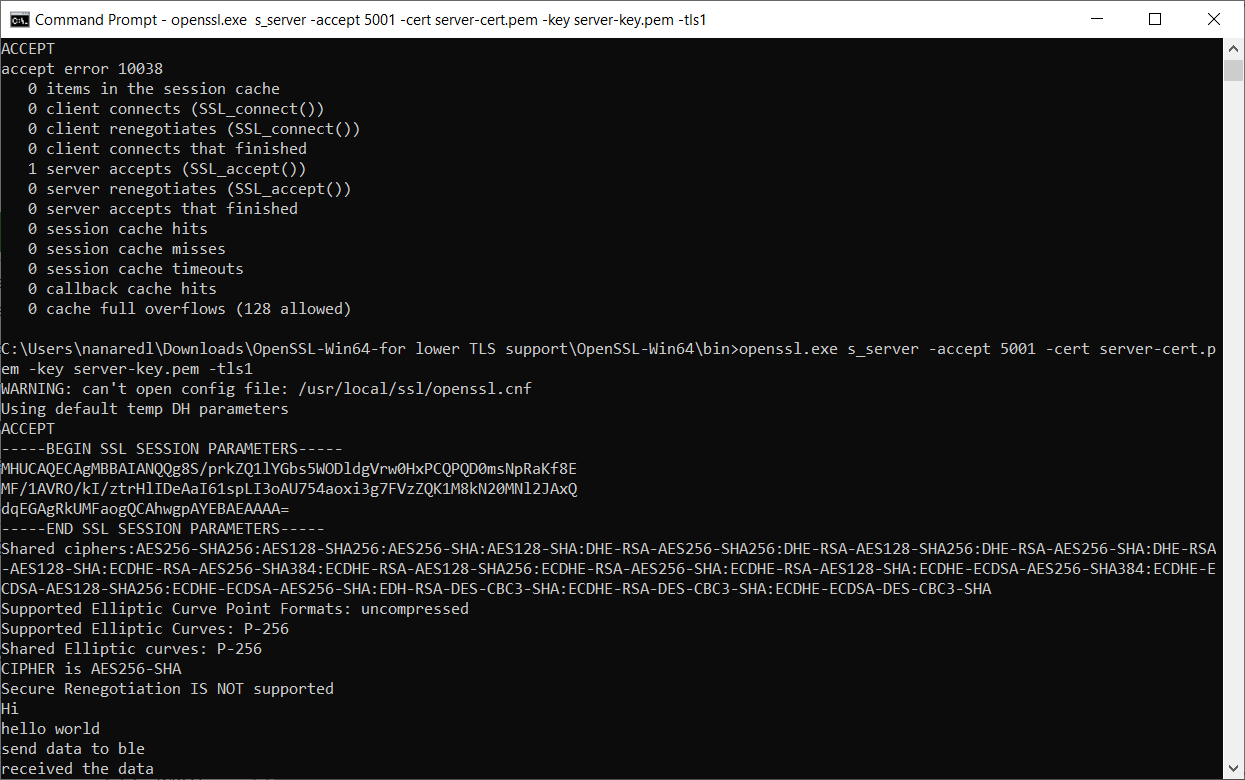 Command Prompt - openssl.exe  s_server -accept 5001 -cert server-cert.pem -key server-key.pem -tls1
ACCEPT
accept error 10038
   0 items in the session cache
   0 client connects (SSL_connect())
   0 client renegotiates (SSL_connect())
   0 client connects that finished
   1 server accepts (SSL_accept())
   0 server renegotiates (SSL_accept())
   0 server accepts that finished
   0 session cache hits
   0 session cache misses
   0 session cache timeouts
   0 callback cache hits
   0 cache full overflows (128 allowed)
C:\Users\nanaredl\Downloads\OpenSSL-Win64-for lower TLS support\OpenSSL-Win64\bin>openssl.exe s_server -accept 5001 -cert server-cert.p
em -key server-key.pem -tls1
WARNING: can't open config file: /usr/local/ssl/openssl.cnf
Using default temp DH parameters
ACCEPT
-----BEGIN SSL SESSION PARAMETERS-----
MHUCAQECAgMBBAIANQQg8S/prkZQ1lYGbs5WODldgVrw0HxPCQPQD0msNpRaKf8E
MF/1AVRO/kI/ztrHlIDeAaI61spLI3oAU754aoxi3g7FVzZQK1M8kN20MNl2JAxQ
dqEGAgRkUMFaogQCAhwgpAYEBAEAAAA=
-----END SSL SESSION PARAMETERS-----
Shared ciphers:AES256-SHA256:AES128-SHA256:AES256-SHA:AES128-SHA:DHE-RSA-AES256-SHA256:DHE-RSA-AES128-SHA256:DHE-RSA-AES256-SHA:DHE-RSA
-AES128-SHA:ECDHE-RSA-AES256-SHA384:ECDHE-RSA-AES128-SHA256:ECDHE-RSA-AES256-SHA:ECDHE-RSA-AES128-SHA:ECDHE-ECDSA-AES256-SHA384:ECDHE-E
CDSA-AES128-SHA256:ECDHE-ECDSA-AES256-SHA:EDH-RSA-DES-CBC3-SHA:ECDHE-RSA-DES-CBC3-SHA:ECDHE-ECDSA-DES-CBC3-SHA
Supported Elliptic Curve Point Formats: uncompressed
Supported Elliptic Curves: P-256
Shared Elliptic curves: P-256
CIPHER is AES256-SHA
Secure Renegotiation IS NOT supported
Hi
hello world
send data to ble
received the data